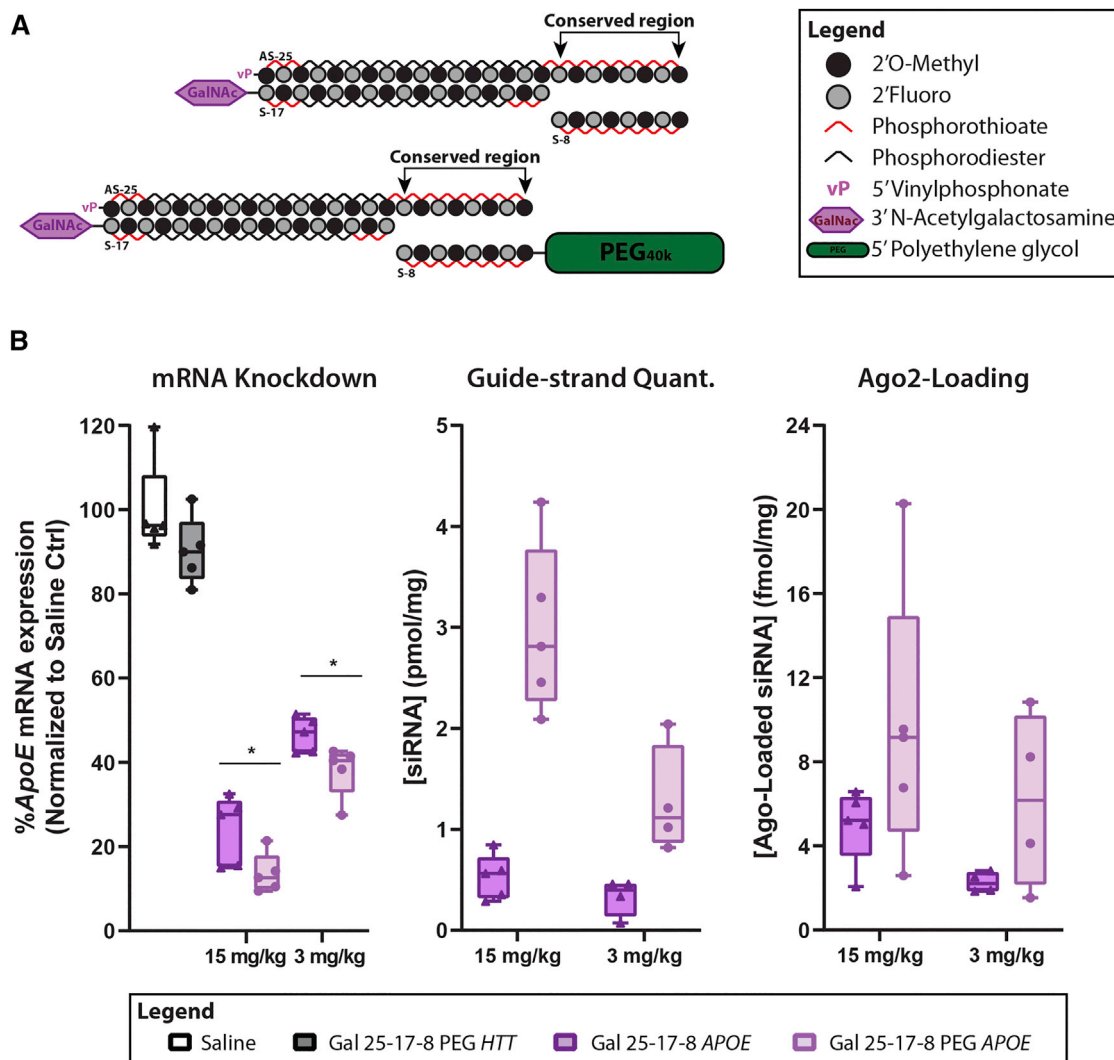 A
Conserved region
AS-25
vP
GalNAc
S-17
S-8
Conserved region
AS-25
vP
GalNAc
S-17
S-8
PEG40k
Legend
2'O-Methyl
2'Fluoro
Phosphorothioate
Phosphorodiester
vP 5'Vinylphosphonate
GalNac 3'N-Acetylgalactosamine
PEG 5'Polyethylene glycol
B
mRNA Knockdown
%ApoE mRNA expression
(Normalized to Saline Ctrl)
120
100
80
60
40
20
0
*
*
15 mg/kg 3 mg/kg
Guide-strand Quant.
[siRNA] (pmol/mg)
5
4
3
2
1
0
15 mg/kg 3 mg/kg
Ago2-Loading
[Ago-Loaded siRNA] (fmol/mg)
24
20
16
12
8
4
0
15 mg/kg 3 mg/kg
Legend
Saline Gal 25-17-8 PEG HTT Gal 25-17-8 APOE Gal 25-17-8 PEG APOE